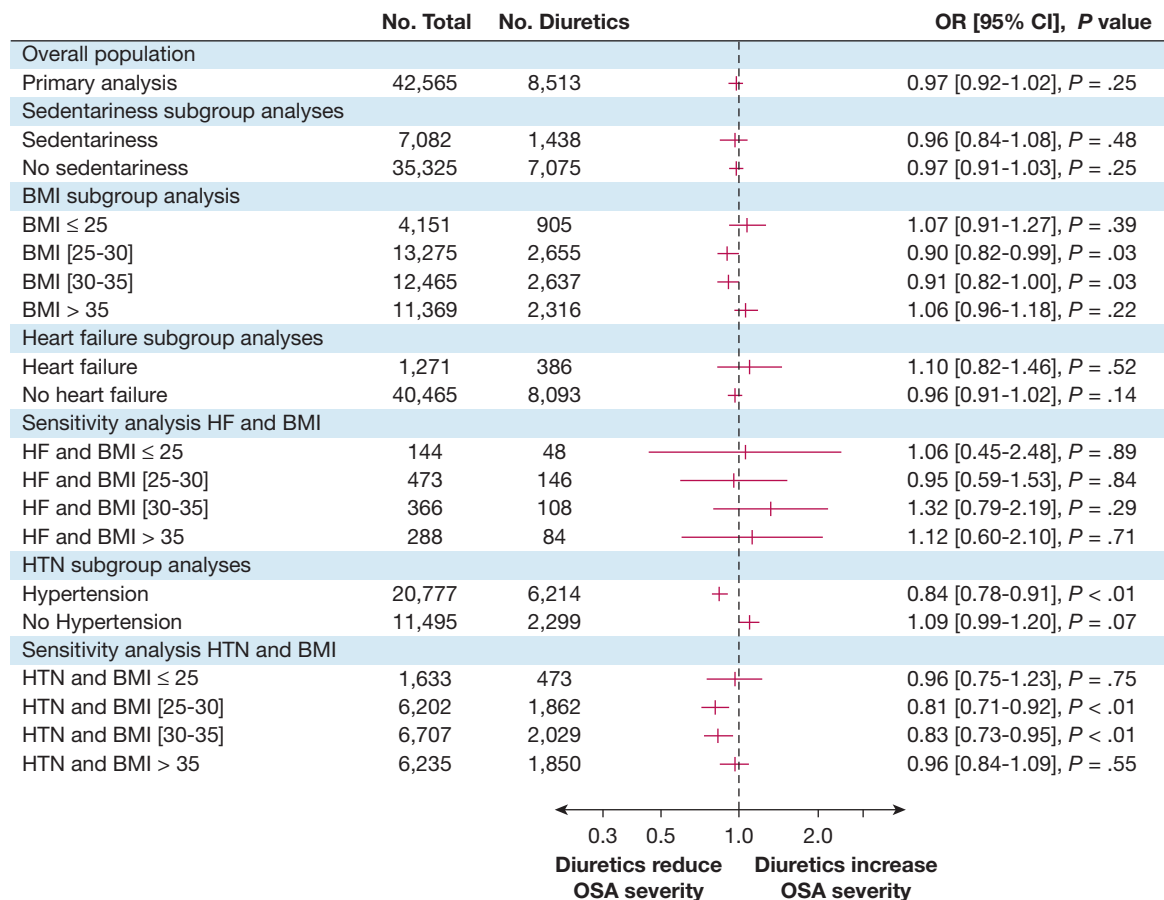 No. Total No. Diuretics OR [95% CI], P value
Overall population
Primary analysis 42,565 8,513 0.97 [0.92-1.02], P = .25
Sedentariness subgroup analyses
Sedentariness 7,082 1,438 0.96 [0.84-1.08], P = .48
No sedentariness 35,325 7,075 0.97 [0.91-1.03], P = .25
BMI subgroup analysis
BMI ≤ 25 4,151 905 1.07 [0.91-1.27], P = .39
BMI [25-30] 13,275 2,655 0.90 [0.82-0.99], P = .03
BMI [30-35] 12,465 2,637 0.91 [0.82-1.00], P = .03
BMI > 35 11,369 2,316 1.06 [0.96-1.18], P = .22
Heart failure subgroup analyses
Heart failure 1,271 386 1.10 [0.82-1.46], P = .52
No heart failure 40,465 8,093 0.96 [0.91-1.02], P = .14
Sensitivity analysis HF and BMI
HF and BMI ≤ 25 144 48 1.06 [0.45-2.48], P = .89
HF and BMI [25-30] 473 146 0.95 [0.59-1.53], P = .84
HF and BMI [30-35] 366 108 1.32 [0.79-2.19], P = .29
HF and BMI > 35 288 84 1.12 [0.60-2.10], P = .71
HTN subgroup analyses
Hypertension 20,777 6,214 0.84 [0.78-0.91], P < .01
No Hypertension 11,495 2,299 1.09 [0.99-1.20], P = .07
Sensitivity analysis HTN and BMI
HTN and BMI ≤ 25 1,633 473 0.96 [0.75-1.23], P = .75
HTN and BMI [25-30] 6,202 1,862 0.81 [0.71-0.92], P < .01
HTN and BMI [30-35] 6,707 2,029 0.83 [0.73-0.95], P < .01
HTN and BMI > 35 6,235 1,850 0.96 [0.84-1.09], P = .55
0.3 0.5 1.0 2.0
Diuretics reduce Diuretics increase
OSA severity OSA severity